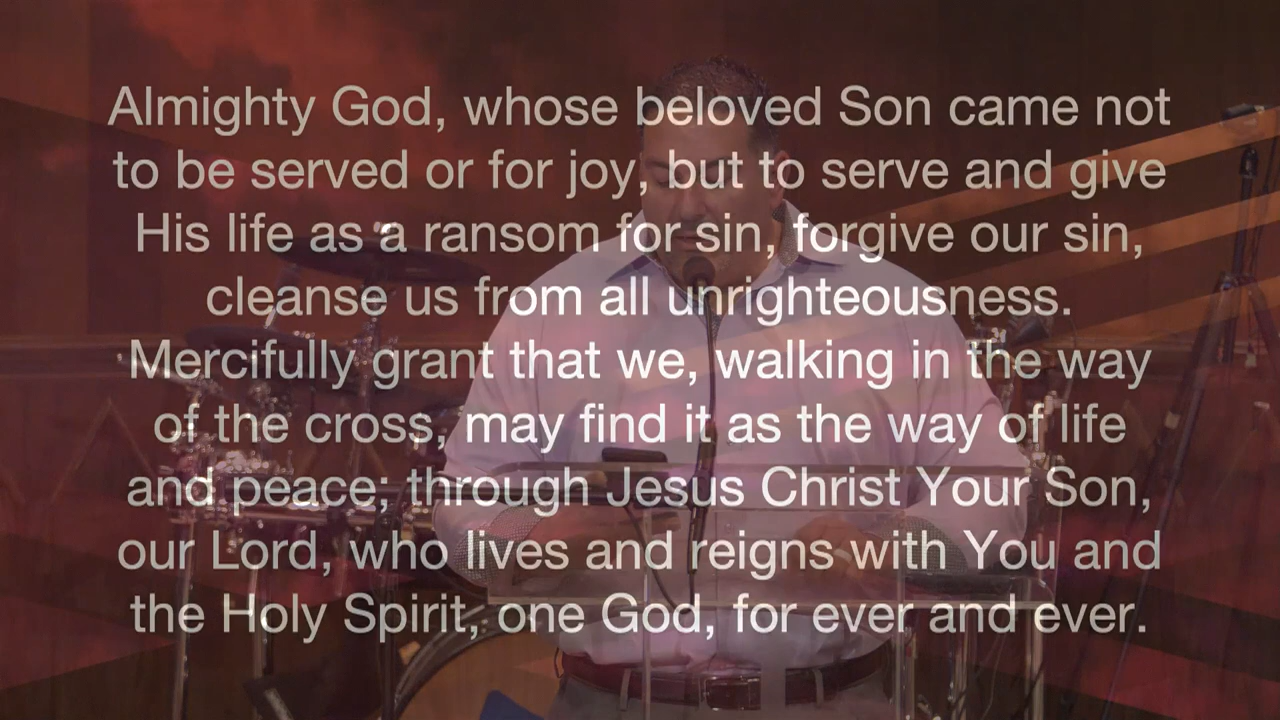 Almighty God, whose beloved Son came not
to be served or for joy, but to serve and give
His life as a ransom for sin, forgive our sin,
cleanse us from all unrighteousness.
Mercifully grant that we, walking in the way
of the cross, may find it as the way of life
and peace; through Jesus Christ Your Son,
our Lord, who lives and reigns with You and
the Holy Spirit, one God, for ever and ever.